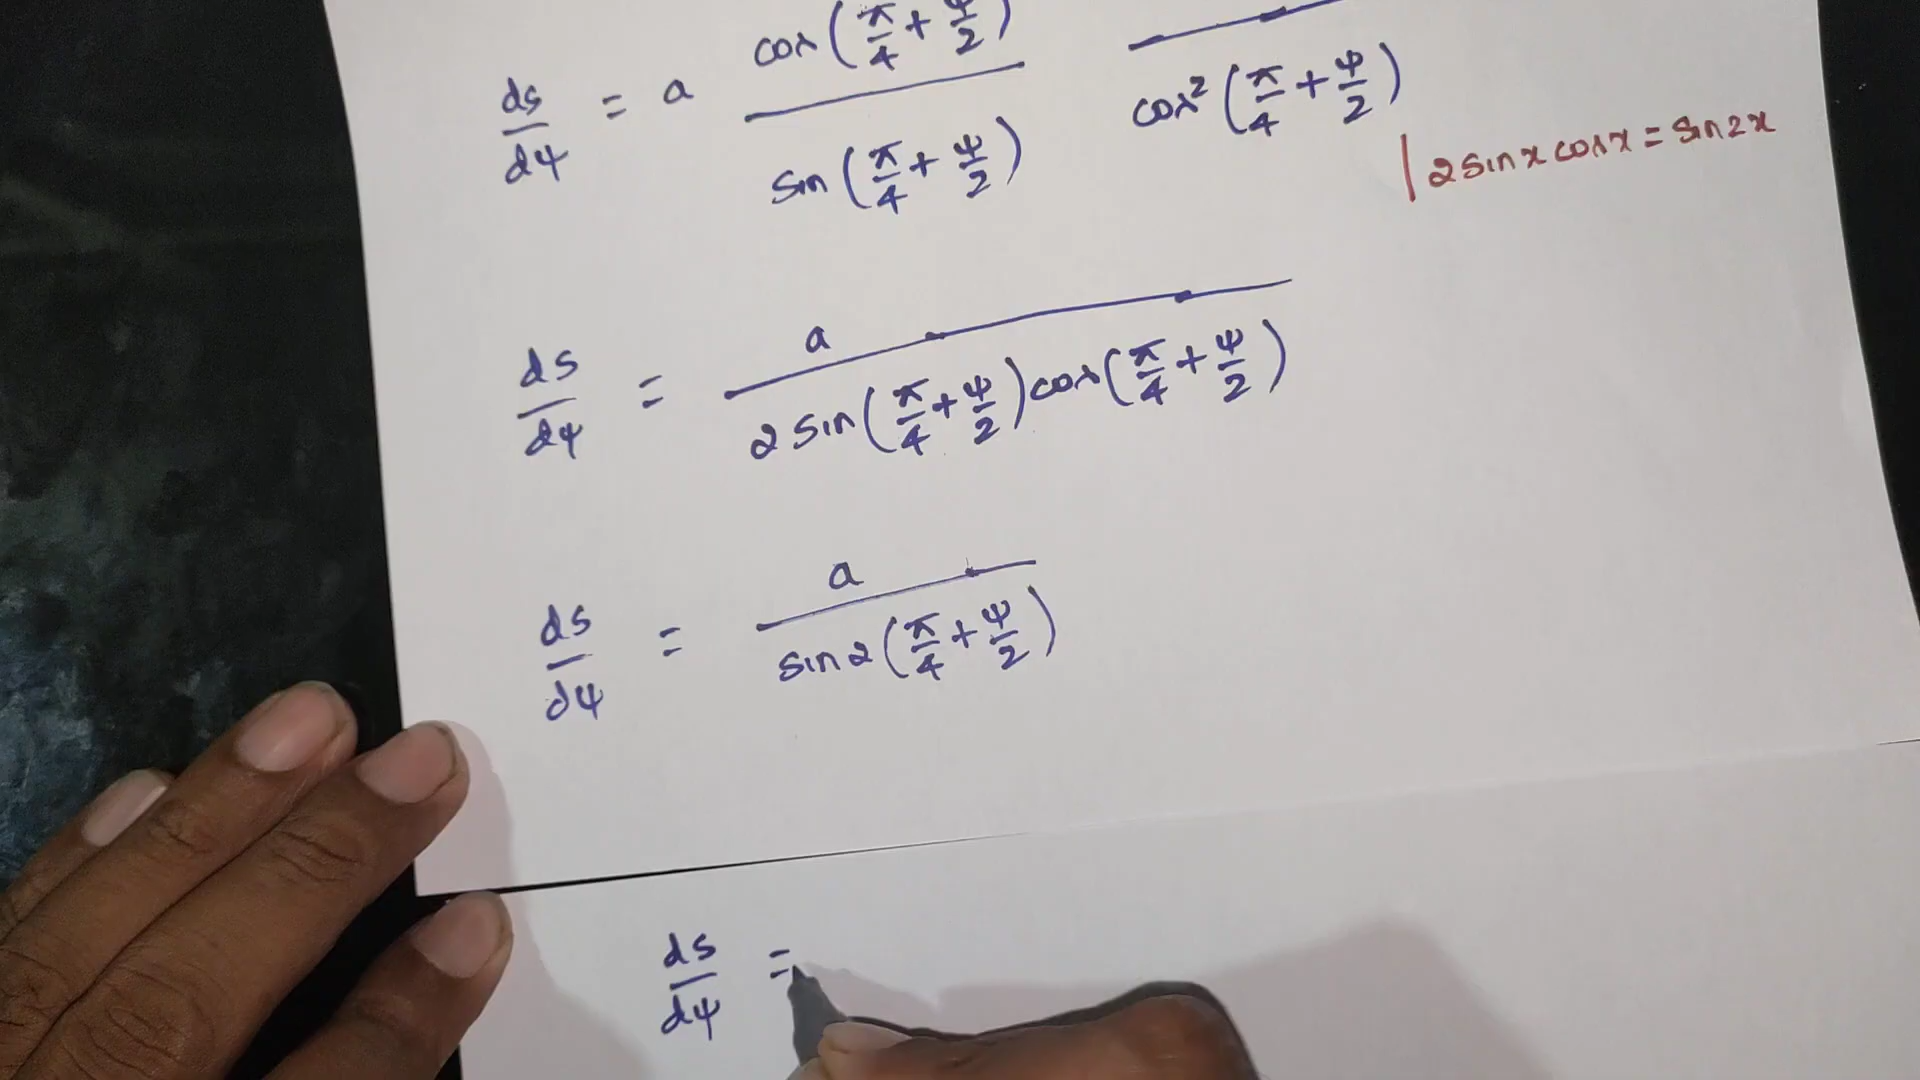 ds/dψ = a cos(π/4 + ψ/2) / sin(π/4 + ψ/2) / cos²(π/4 + ψ/2)
| 2 sin x cos x = sin 2x
ds/dψ = a / 2 sin(π/4 + ψ/2) cos(π/4 + ψ/2)
ds/dψ = a / sin 2(π/4 + ψ/2)
ds/dψ =